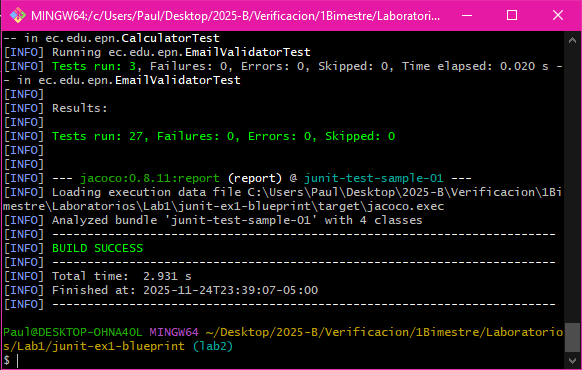 MINGW64:/c/Users/Paul/Desktop/2025-B/Verificacion/1Bimestre/Laboratori...
-- in ec.edu.epn.CalculatorTest
[INFO] Running ec.edu.epn.EmailValidatorTest
[INFO] Tests run: 3, Failures: 0, Errors: 0, Skipped: 0, Time elapsed: 0.020 s -
- in ec.edu.epn.EmailValidatorTest
[INFO]
[INFO] Results:
[INFO]
[INFO] Tests run: 27, Failures: 0, Errors: 0, Skipped: 0
[INFO]
[INFO]
[INFO] --- jacoco:0.8.11:report (report) @ junit-test-sample-01 ---
[INFO] Loading execution data file C:\Users\Paul\Desktop\2025-B\Verificacion\1Bi
mestre\Laboratorios\Lab1\junit-ex1-blueprint\target\jacoco.exec
[INFO] Analyzed bundle 'junit-test-sample-01' with 4 classes
[INFO] ------------------------------------------------------------------------
[INFO] BUILD SUCCESS
[INFO] ------------------------------------------------------------------------
[INFO] Total time:  2.931 s
[INFO] Finished at: 2025-11-24T23:39:07-05:00
[INFO] ------------------------------------------------------------------------
Paul@DESKTOP-OHNA4OL MINGW64 ~/Desktop/2025-B/Verificacion/1Bimestre/Laboratorio
s/Lab1/junit-ex1-blueprint (lab2)
$